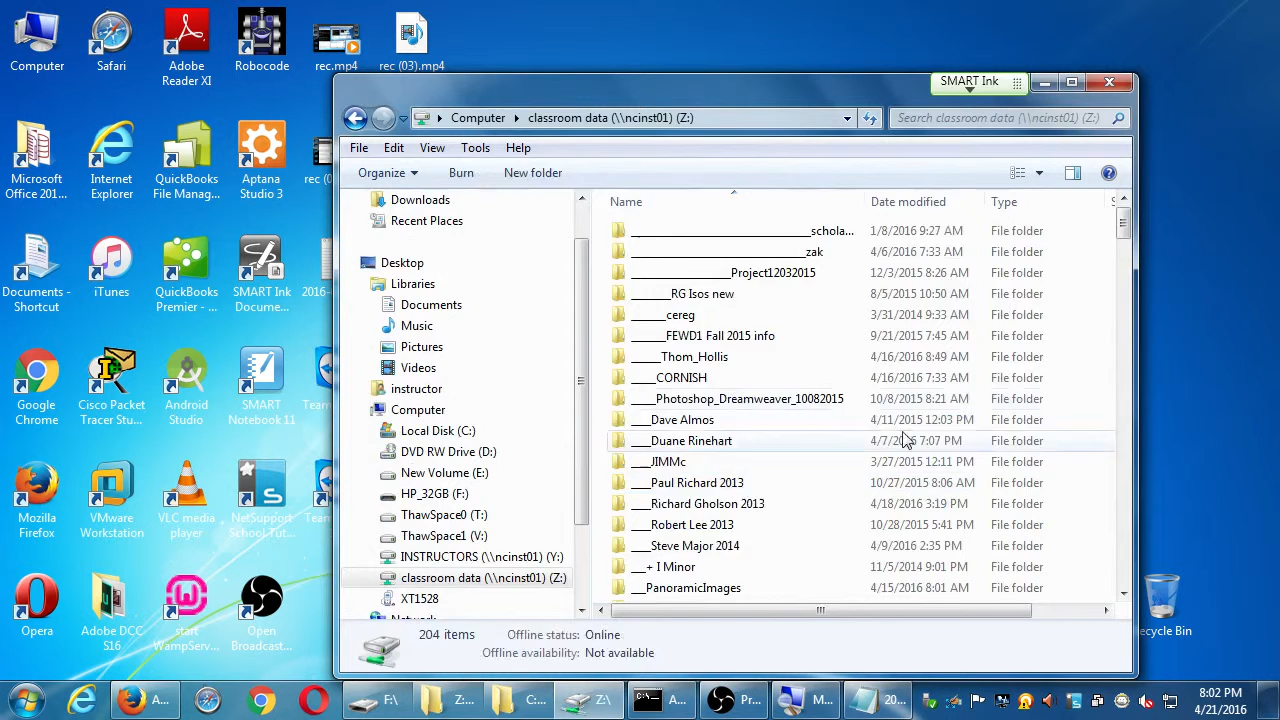 Computer
Safari
Adobe
Reader XI
Robocode
rec.mp4
rec (03).mp4
Microsoft
Office 201...
Internet
Explorer
QuickBooks
File Manag...
Aptana
Studio 3
rec (0
Documents -
Shortcut
iTunes
QuickBooks
Premier - ...
SMART Ink
Docume...
2016-
Google
Chrome
Cisco Packet
Tracer Stu...
Android
Studio
SMART
Notebook 11
Team
Mozilla
Firefox
VMware
Workstation
VLC media
player
NetSupport
School Tut...
Team
Opera
Adobe DCC
S16
start
WampServ...
Open
Broadcast...
ecycle Bin
SMART Ink
Computer
classroom data (\\ncinst01) (Z:)
Search classroom data (\\ncinst01) (Z:)
File Edit View Tools Help
Organize Burn New folder
Downloads
Recent Places
Desktop
Libraries
Documents
Music
Pictures
Videos
instructor
Computer
Local Disk (C:)
DVD RW Drive (D:)
New Volume (E:)
HP_32GB (F:)
ThawSpace0 (T:)
ThawSpace1 (V:)
INSTRUCTORS (\\ncinst01) (Y:)
classroom data (\\ncinst01) (Z:)
XT1528
Network
Name Date modified Type S
__________________________schola... 1/8/2016 9:27 AM File folder
_________________________zak 4/6/2016 7:33 AM File folder
______________Project12032015 12/3/2015 8:26 AM File folder
______RG Isos new 8/5/2015 10:50 AM File folder
_____cereg 3/31/2014 9:33 AM File folder
_____FEWD1 Fall 2015 info 9/21/2015 7:45 AM File folder
____Thom_Hollis 4/16/2016 8:49 AM File folder
____CORNISH 4/16/2016 7:33 AM File folder
____Photoshop_Dreamweaver_10082015 10/8/2015 8:21 AM File folder
___Dave Almos 4/11/2015 12:03 PM File folder
___Duane Rinehart 4/7/2016 7:07 PM File folder
___JIMMc 3/27/2015 12:11 PM File folder
___Paul Richard 2013 10/27/2015 8:06 AM File folder
___Richard Gholson 2013 4/18/2016 3:19 PM File folder
___Robert Lee 2013 10/28/2015 5:41 PM File folder
___Steve Major 2014 4/9/2016 2:35 PM File folder
___+ I Minor 11/5/2014 9:01 PM File folder
__PanoramicImages 4/15/2016 8:01 AM File folder
204 items Offline status: Online
Offline availability: Not available
A... F:\ Z:... C:... Z:\ A... Pr... M... 20...
8:02 PM
4/21/2016